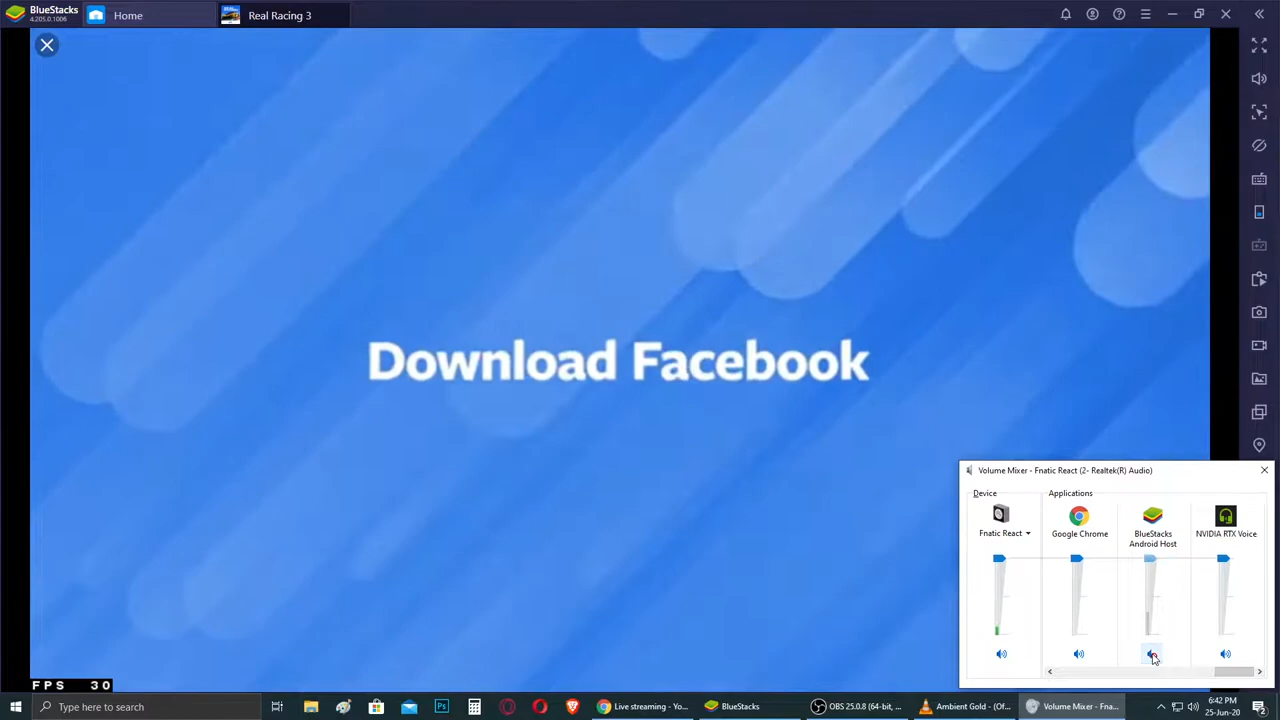 BlueStacks
4.205.0.1006
Home
Real Racing 3
Download Facebook
Volume Mixer - Fnatic React (2- Realtek(R) Audio)
Device
Applications
Fnatic React
Google Chrome
BlueStacks
Android Host
NVIDIA RTX Voice
FPS 30
Type here to search
Live streaming - Yo...
BlueStacks
OBS 25.0.8 (64-bit, ...
Ambient Gold - (Of...
Volume Mixer - Fna...
6:42 PM
25-Jun-20
2